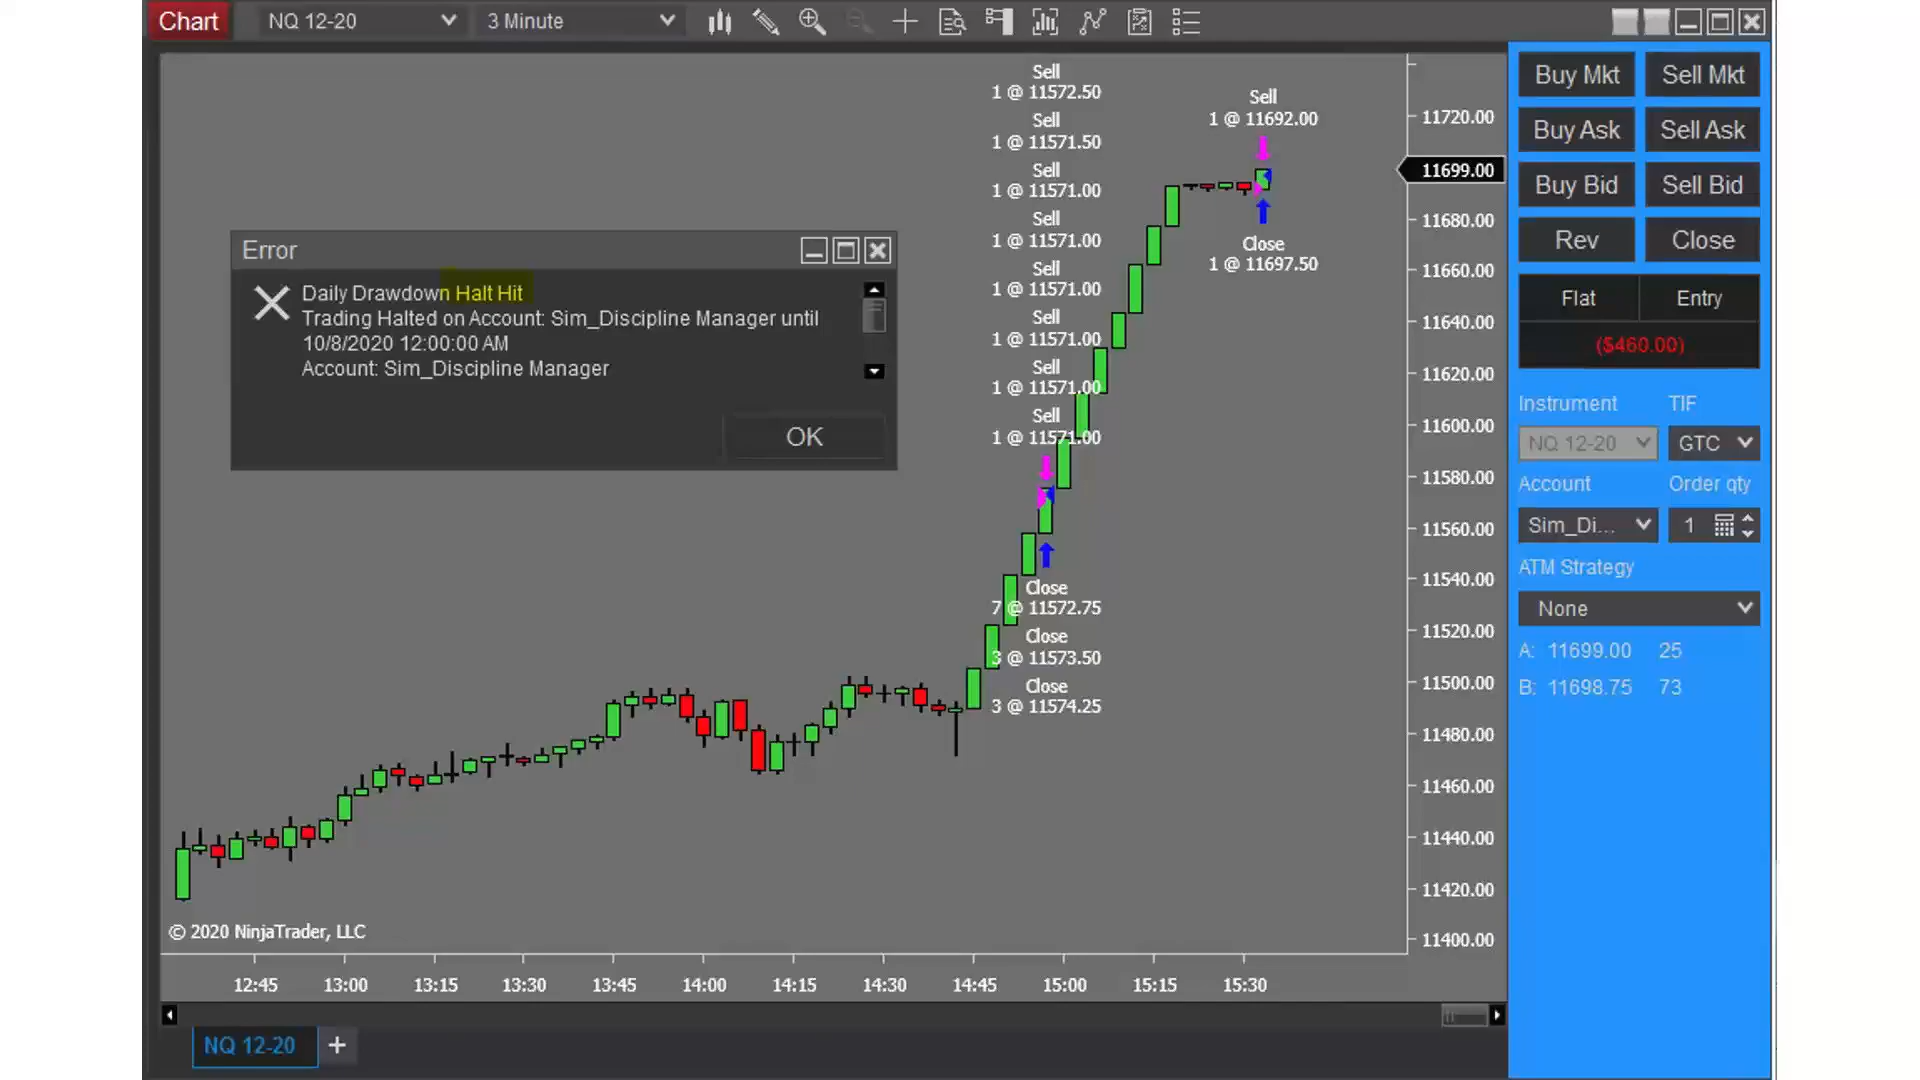 Chart
NQ 12-20
3 Minute
Sell
1 @ 11572.50
Sell
1 @ 11571.50
Sell
1 @ 11571.00
Sell
1 @ 11571.00
Sell
1 @ 11571.00
Sell
1 @ 11571.00
Sell
1 @ 11571.00
Sell
1 @ 11571.00
Close
7 @ 11572.75
Close
3 @ 11573.50
Close
3 @ 11574.25
Sell
1 @ 11692.00
Close
1 @ 11697.50
Error
Daily Drawdown Halt Hit
Trading Halted on Account: Sim_Discipline Manager until
10/8/2020 12:00:00 AM
Account: Sim_Discipline Manager
OK
11720.00
11699.00
11680.00
11660.00
11640.00
11620.00
11600.00
11580.00
11560.00
11540.00
11520.00
11500.00
11480.00
11460.00
11440.00
11420.00
11400.00
© 2020 NinjaTrader, LLC
12:45 13:00 13:15 13:30 13:45 14:00 14:15 14:30 14:45 15:00 15:15 15:30
NQ 12-20 +
Buy Mkt Sell Mkt
Buy Ask Sell Ask
Buy Bid Sell Bid
Rev Close
Flat Entry
($460.00)
Instrument TIF
NQ 12-20 GTC
Account Order qty
Sim_Di... 1
ATM Strategy
None
A: 11699.00 25
B: 11698.75 73